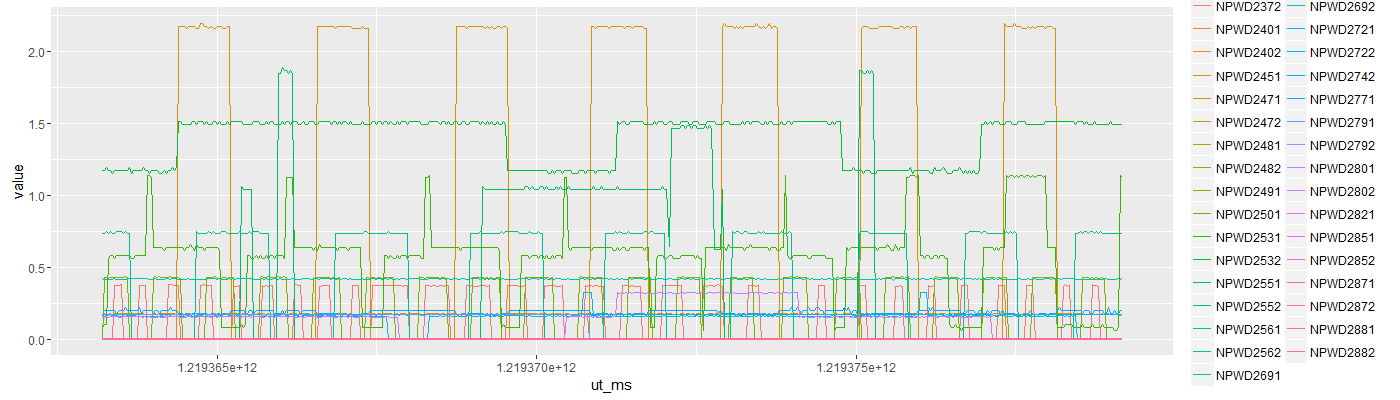 2.0
1.5
1.0
0.5
0.0
value
1.219365e+12 1.219370e+12 1.219375e+12
ut_ms
NPWD2372 NPWD2692
NPWD2401 NPWD2721
NPWD2402 NPWD2722
NPWD2451 NPWD2742
NPWD2471 NPWD2771
NPWD2472 NPWD2791
NPWD2481 NPWD2792
NPWD2482 NPWD2801
NPWD2491 NPWD2802
NPWD2501 NPWD2821
NPWD2531 NPWD2851
NPWD2532 NPWD2852
NPWD2551 NPWD2871
NPWD2552 NPWD2872
NPWD2561 NPWD2881
NPWD2562 NPWD2882
NPWD2691